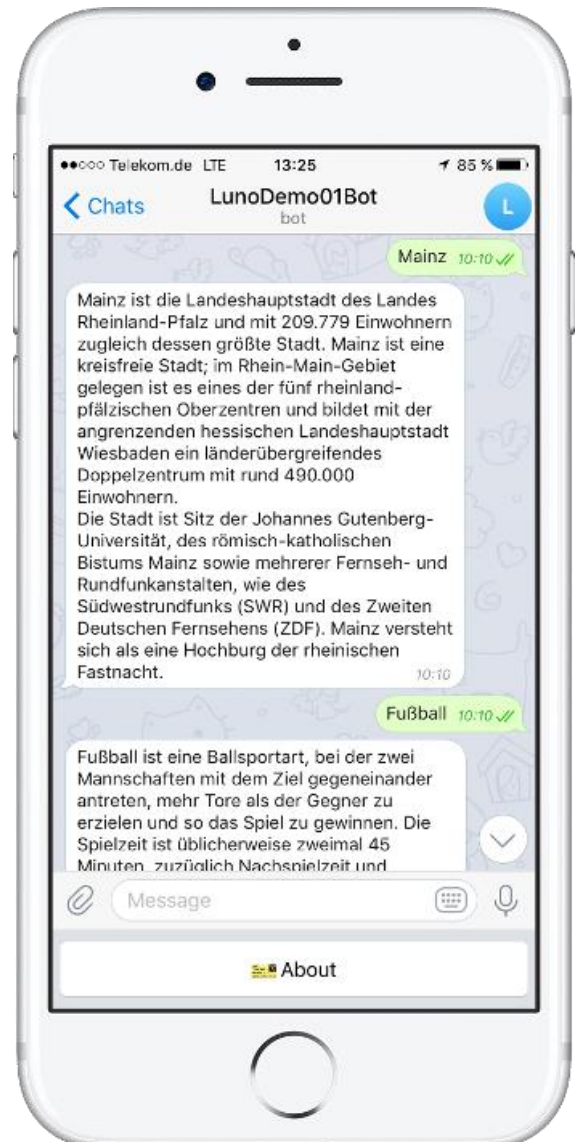 Telekom.de LTE 13:25 85 %
Chats LunoDemo01Bot L
bot
Mainz 10:10
Mainz ist die Landeshauptstadt des Landes
Rheinland-Pfalz und mit 209.779 Einwohnern
zugleich dessen größte Stadt. Mainz ist eine
kreisfreie Stadt; im Rhein-Main-Gebiet
gelegen ist es eines der fünf rheinland-
pfälzischen Oberzentren und bildet mit der
angrenzenden hessischen Landeshauptstadt
Wiesbaden ein länderübergreifendes
Doppelzentrum mit rund 490.000
Einwohnern.
Die Stadt ist Sitz der Johannes Gutenberg-
Universität, des römisch-katholischen
Bistums Mainz sowie mehrerer Fernseh- und
Rundfunkanstalten, wie des
Südwestrundfunks (SWR) und des Zweiten
Deutschen Fernsehens (ZDF). Mainz versteht
sich als eine Hochburg der rheinischen
Fastnacht. 10:10
Fußball 10:10
Fußball ist eine Ballsportart, bei der zwei
Mannschaften mit dem Ziel gegeneinander
antreten, mehr Tore als der Gegner zu
erzielen und so das Spiel zu gewinnen. Die
Spielzeit ist üblicherweise zweimal 45
Minuten, zuzüglich Nachspielzeit und
Message
About